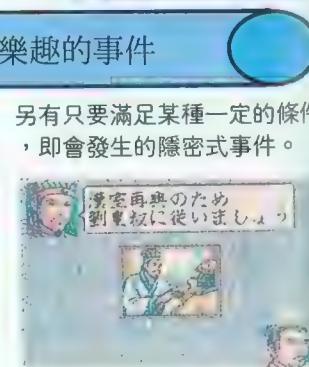 樂趣的事件
另有只要滿足某種一定的條件
，即會發生的隱密式事件。
漢室再興のため
劉皇叔に従いましょう